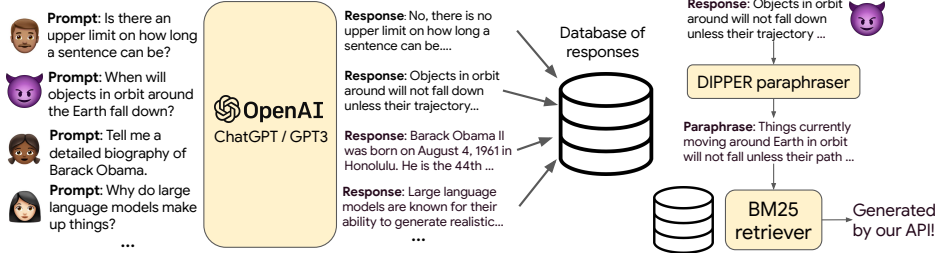 Prompt: Is there an
upper limit on how long
a sentence can be?
Prompt: When will
objects in orbit around
the Earth fall down?
Prompt: Tell me a
detailed biography of
Barack Obama.
Prompt: Why do large
language models make
up things?
...
OpenAI
ChatGPT / GPT3
Response: No, there is no
upper limit on how long a
sentence can be....
Response: Objects in orbit
around will not fall down
unless their trajectory...
Response: Barack Obama II
was born on August 4, 1961 in
Honolulu. He is the 44th ...
Response: Large language
models are known for their
ability to generate realistic...
...
Database of
responses
Response: Objects in orbit
around will not fall down
unless their trajectory ...
DIPPER paraphraser
Paraphrase: Things currently
moving around Earth in orbit
will not fall unless their path ...
BM25
retriever
Generated
by our API!